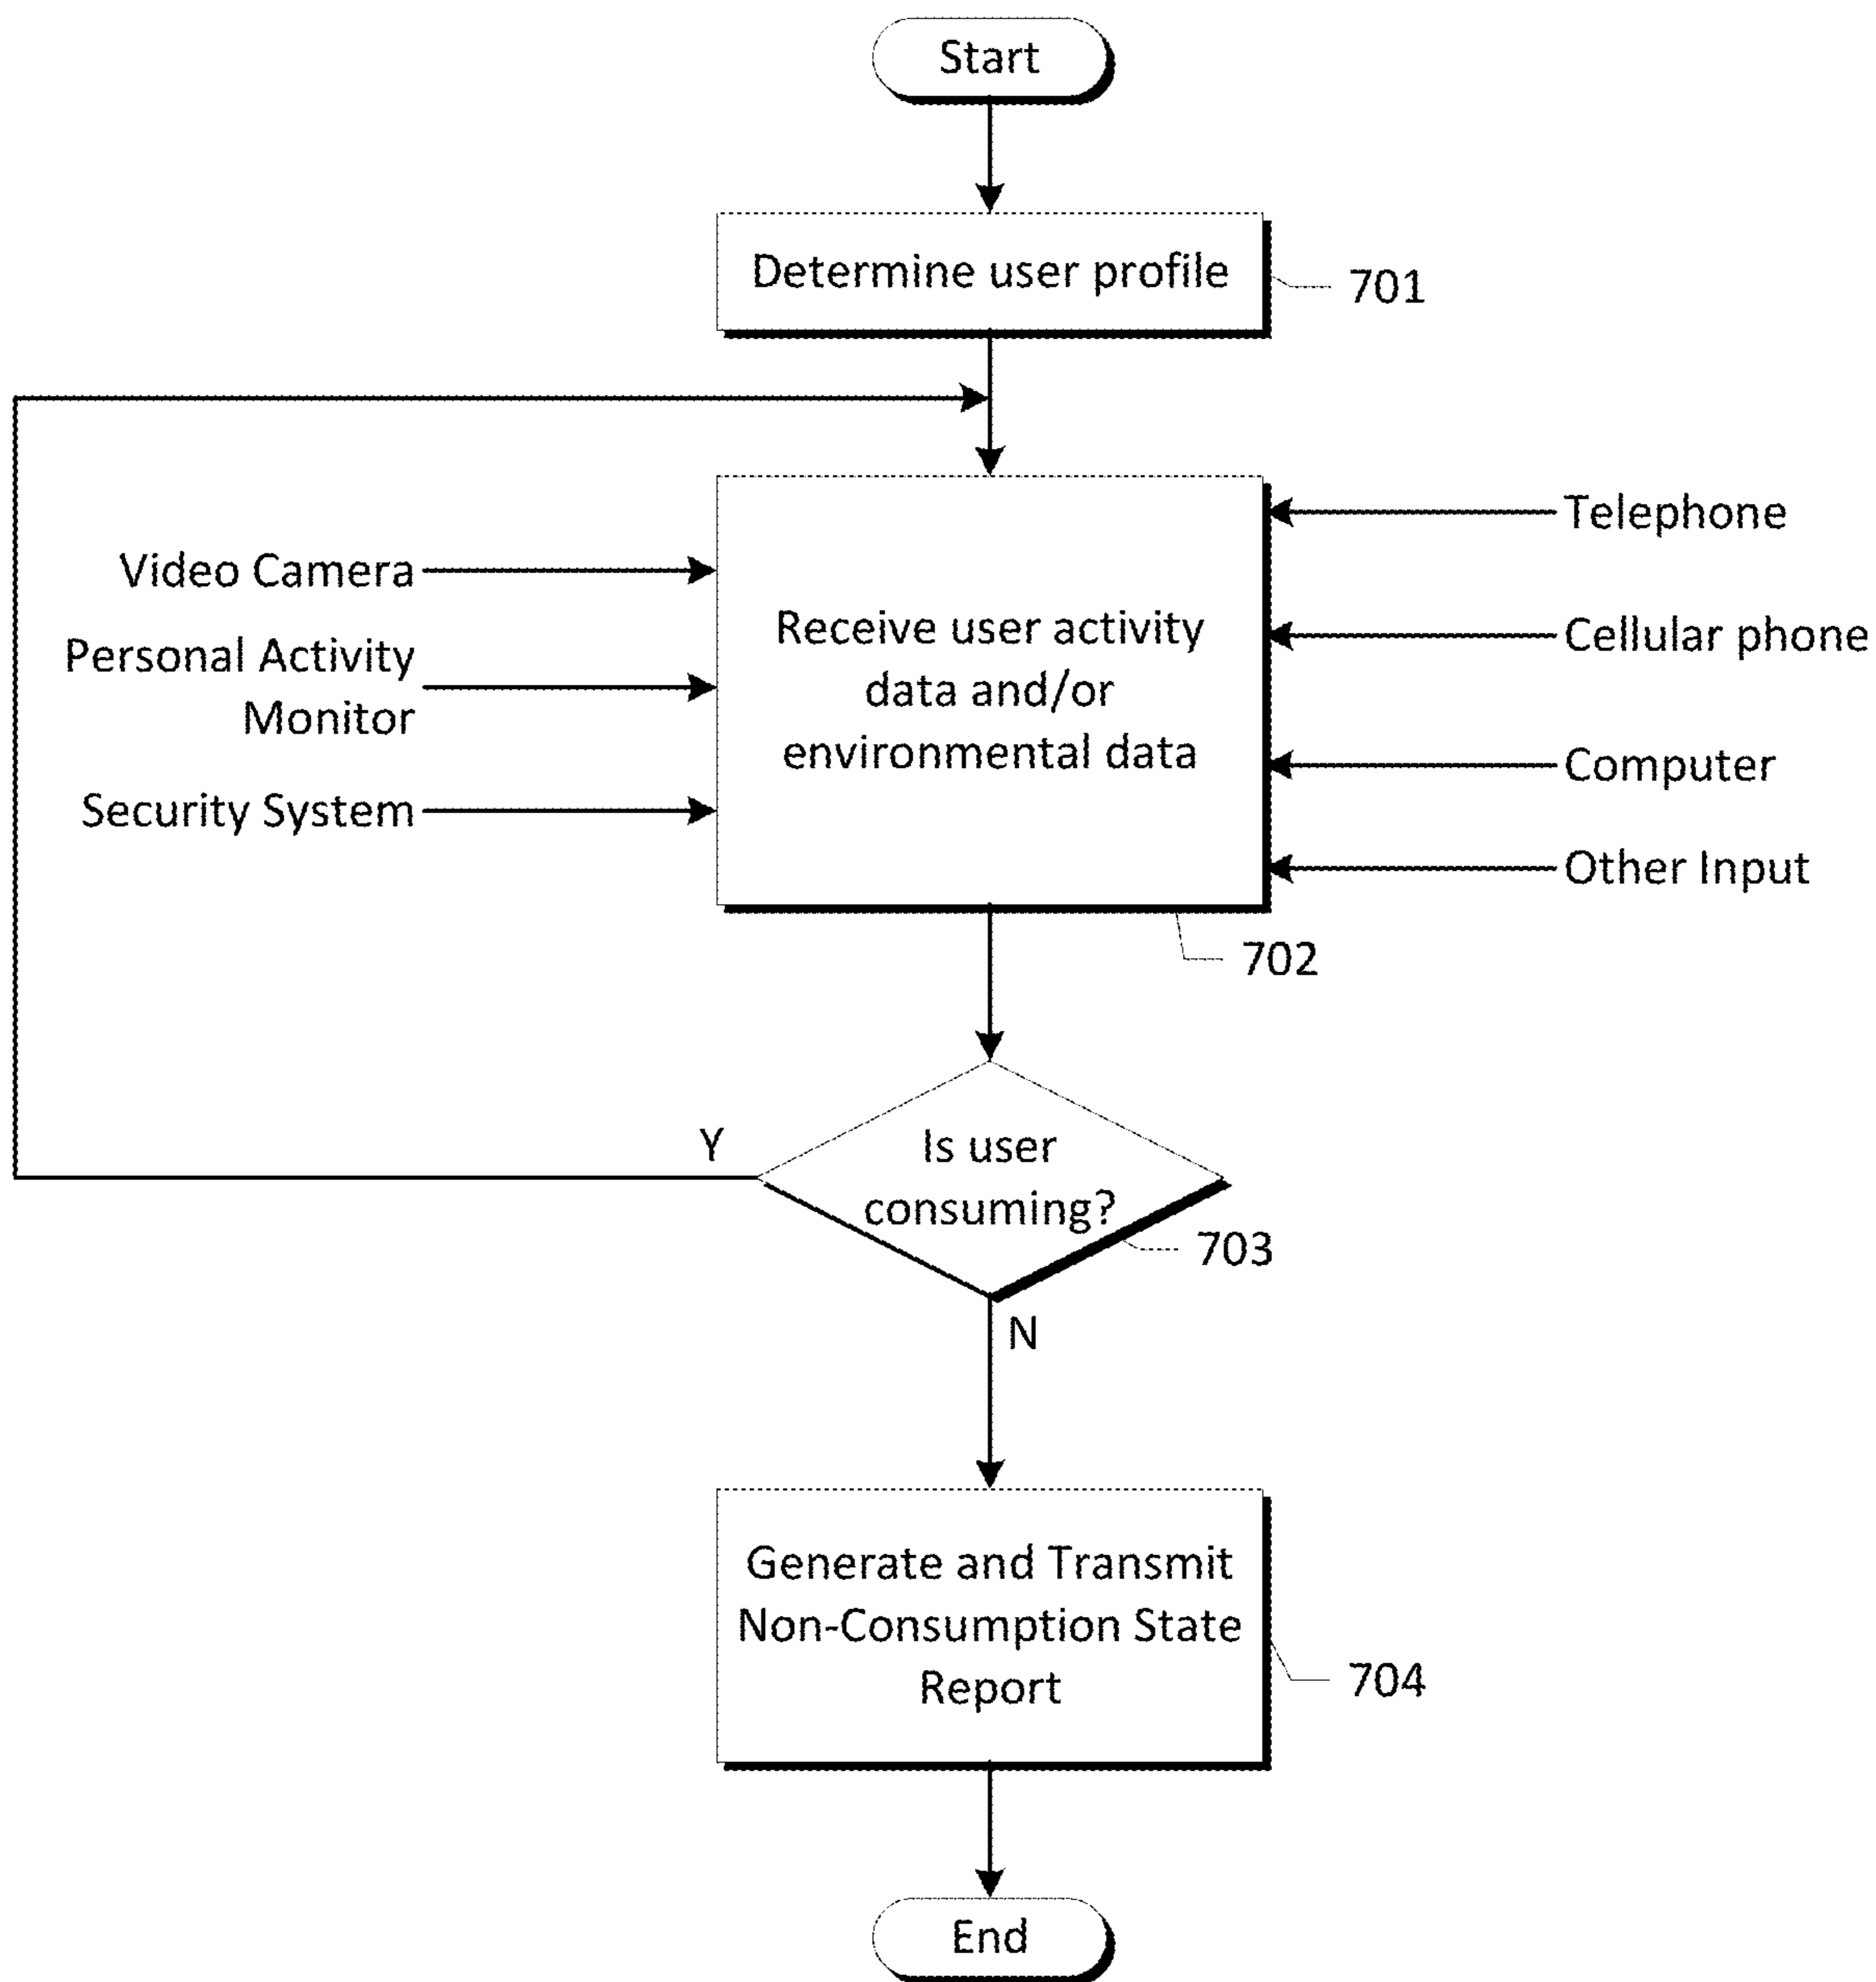 Start
Determine user profile
701
Video Camera
Personal Activity
Monitor
Security System
Receive user activity
data and/or
environmental data
Telephone
Cellular phone
Computer
Other Input
702
Y
Is user
consuming?
703
N
Generate and Transmit
Non-Consumption State
Report
704
End